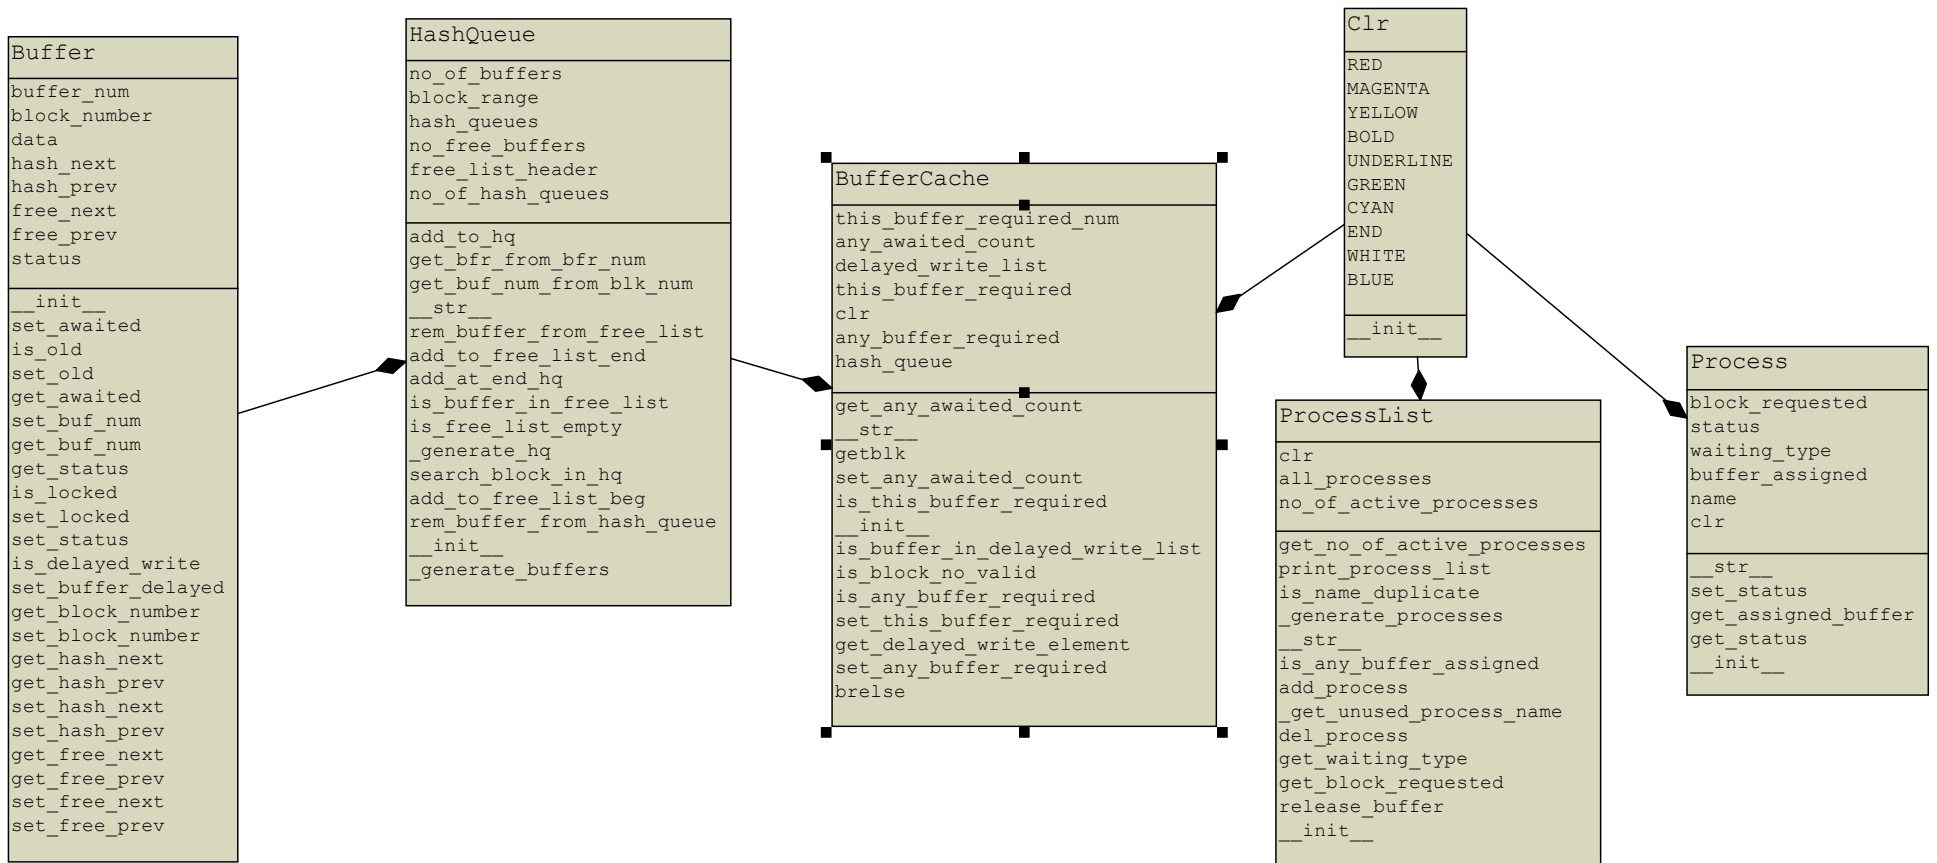 Buffer
buffer_num
block_number
data
hash_next
hash_prev
free_next
free_prev
status
__init__
set_awaited
is_old
set_old
get_awaited
set_buf_num
get_buf_num
get_status
is_locked
set_locked
set_status
is_delayed_write
set_buffer_delayed
get_block_number
set_block_number
get_hash_next
get_hash_prev
set_hash_next
set_hash_prev
get_free_next
get_free_prev
set_free_next
set_free_prev
HashQueue
no_of_buffers
block_range
hash_queues
no_free_buffers
free_list_header
no_of_hash_queues
add_to_hq
get_bfr_from_bfr_num
get_buf_num_from_blk_num
__str__
rem_buffer_from_free_list
add_to_free_list_end
add_at_end_hq
is_buffer_in_free_list
is_free_list_empty
_generate_hq
search_block_in_hq
add_to_free_list_beg
rem_buffer_from_hash_queue
__init__
_generate_buffers
BufferCache
this_buffer_required_num
any_awaited_count
delayed_write_list
this_buffer_required
clr
any_buffer_required
hash_queue
get_any_awaited_count
__str__
getblk
set_any_awaited_count
is_this_buffer_required
__init__
is_buffer_in_delayed_write_list
is_block_no_valid
is_any_buffer_required
set_this_buffer_required
get_delayed_write_element
set_any_buffer_required
brelse
Clr
RED
MAGENTA
YELLOW
BOLD
UNDERLINE
GREEN
CYAN
END
WHITE
BLUE
__init__
ProcessList
clr
all_processes
no_of_active_processes
get_no_of_active_processes
print_process_list
is_name_duplicate
_generate_processes
__str__
is_any_buffer_assigned
add_process
_get_unused_process_name
del_process
get_waiting_type
get_block_requested
release_buffer
__init__
Process
block_requested
status
waiting_type
buffer_assigned
name
clr
__str__
set_status
get_assigned_buffer
get_status
__init__